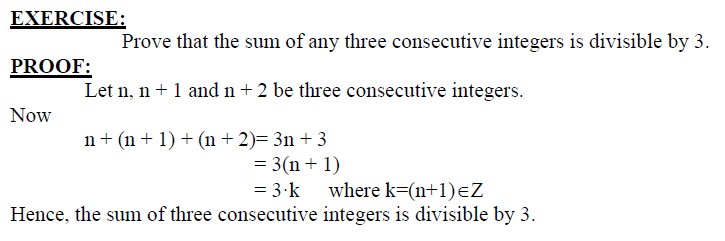 EXERCISE:
Prove that the sum of any three consecutive integers is divisible by 3.
PROOF:
Let n, n + 1 and n + 2 be three consecutive integers.
Now
n + (n + 1) + (n + 2)= 3n + 3
= 3(n + 1)
= 3·k where k=(n+1)∈Z
Hence, the sum of three consecutive integers is divisible by 3.